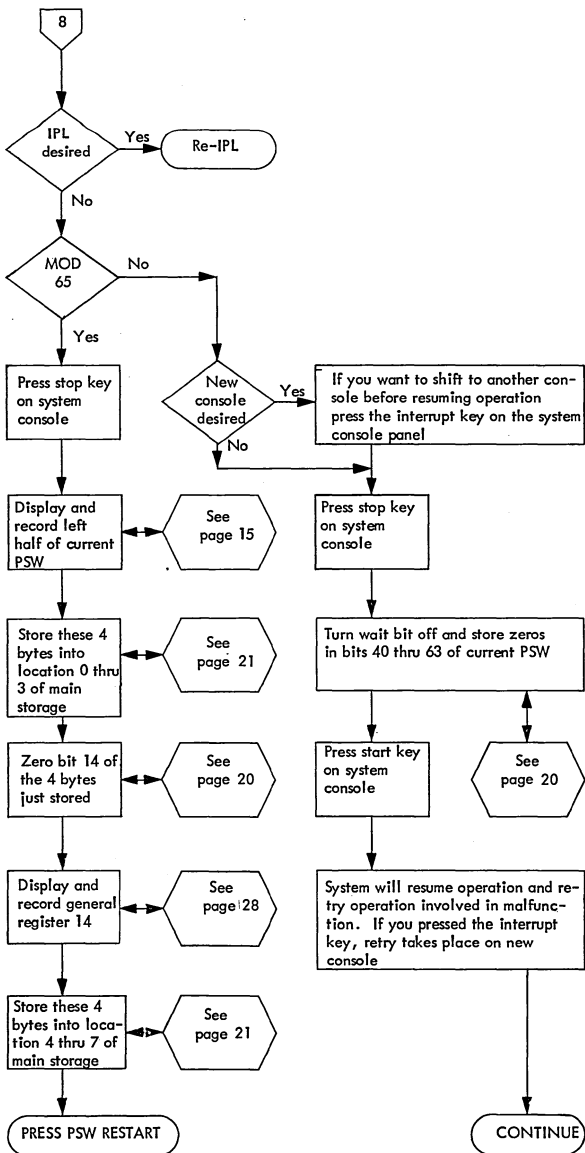 8
IPL
desired
Yes
Re-IPL
No
MOD
65
No
Yes
Press stop key
on system
console
New
console
desired
Yes
No
If you want to shift to another con-
sole before resuming operation
press the interrupt key on the system
console panel
Display and
record left
half of current
PSW
See
page 15
Press stop key
on system
console
Store these 4
bytes into
location 0 thru
3 of main
storage
See
page 21
Turn wait bit off and store zeros
in bits 40 thru 63 of current PSW
Zero bit 14 of
the 4 bytes
just stored
See
page 20
Press start key
on system
console
See
page 20
Display and
record general
register 14
See
page 28
System will resume operation and re-
try operation involved in malfunc-
tion. If you pressed the interrupt
key, retry takes place on new
console
Store these 4
bytes into loca-
tion 4 thru 7 of
main storage
See
page 21
PRESS PSW RESTART
CONTINUE